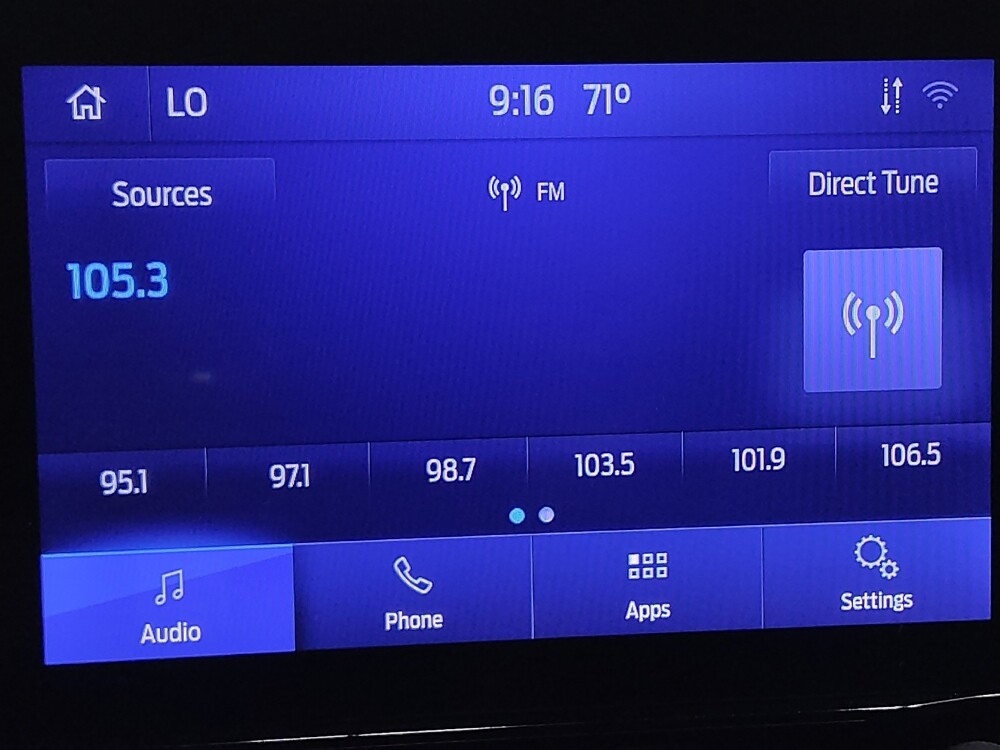 LO 9:16 71°
Sources FM Direct Tune
105.3
95.1 97.1 98.7 103.5 101.9 106.5
Audio Phone Apps Settings